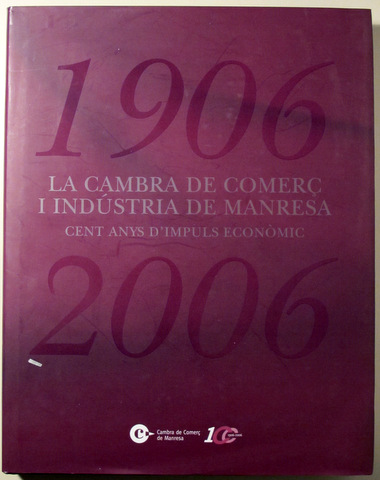 1906
LA CAMBRA DE COMERÇ
I INDÚSTRIA DE MANRESA
CENT ANYS D'IMPULS ECONÒMIC
2006
Cambra de Comerç
de Manresa
100